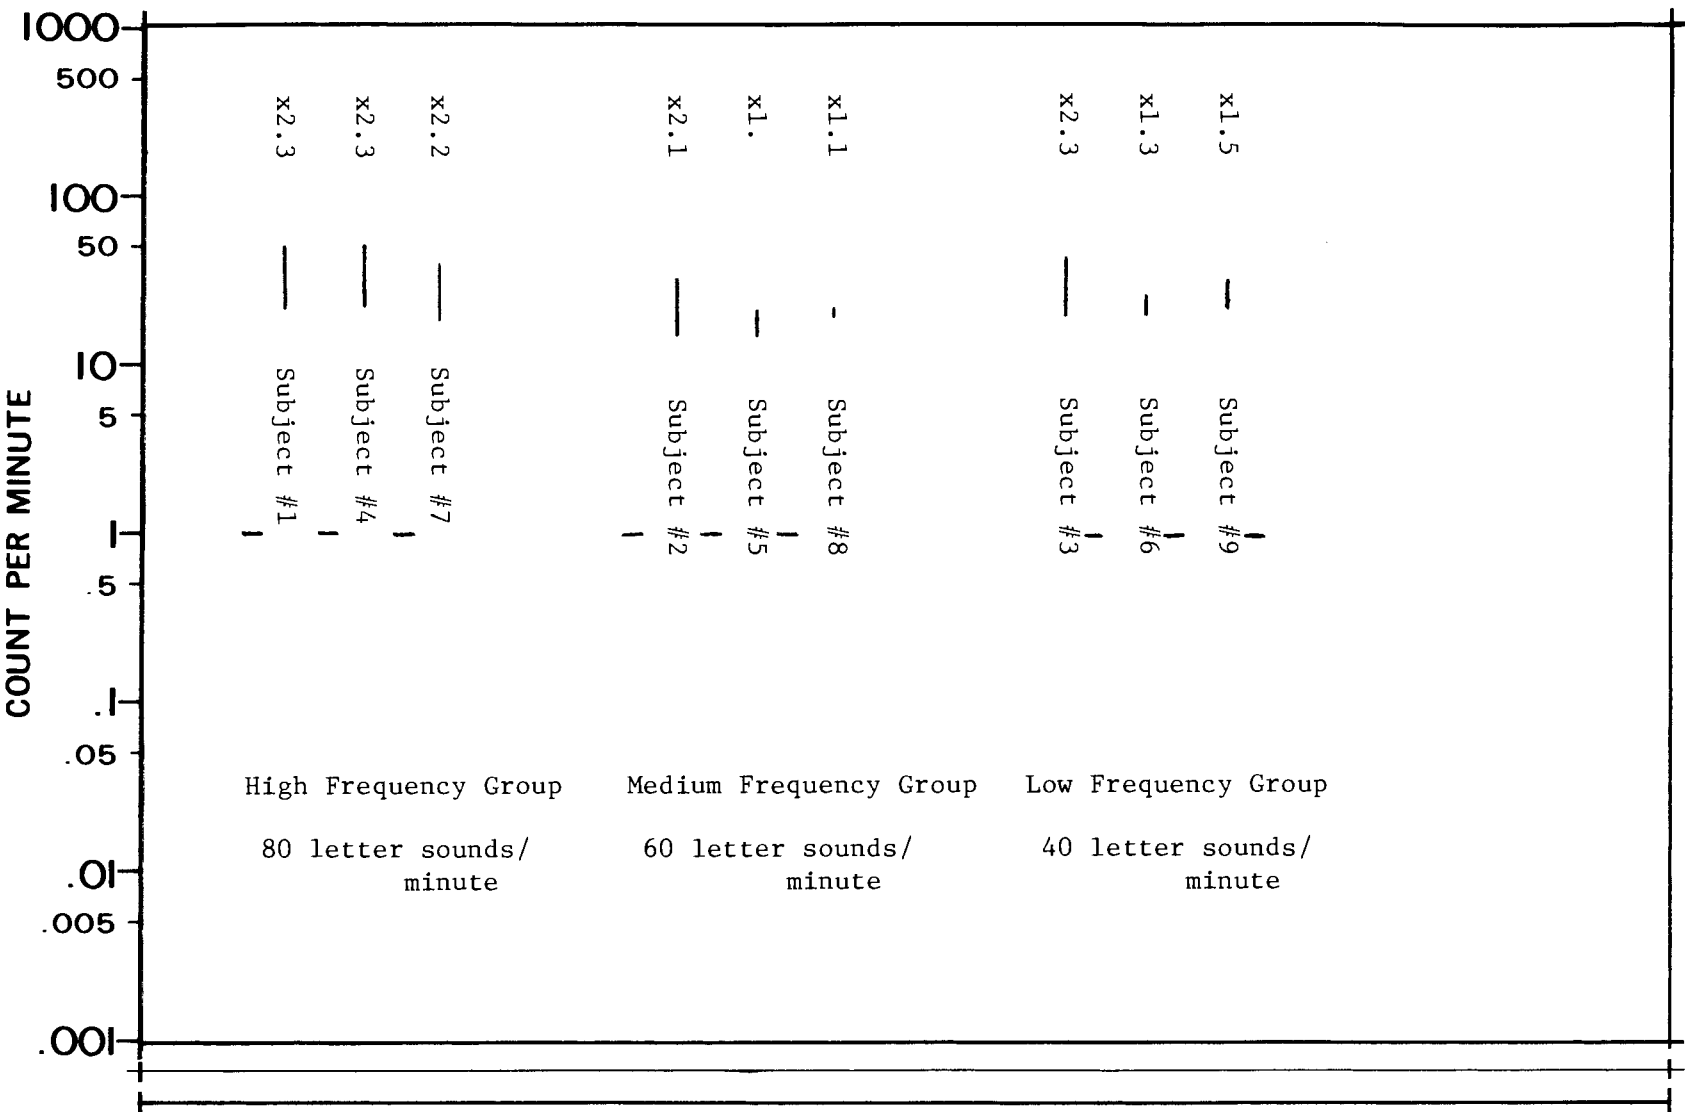 1000
500
100
50
10
5
1
.5
.1
.05
.01
.005
.001
COUNT PER MINUTE
x2.3
x2.3
x2.2
x2.1
x1.
x1.1
x2.3
x1.3
x1.5
Subject #1
Subject #4
Subject #7
Subject #2
Subject #5
Subject #8
Subject #3
Subject #6
Subject #9
High Frequency Group
80 letter sounds/
minute
Medium Frequency Group
60 letter sounds/
minute
Low Frequency Group
40 letter sounds/
minute